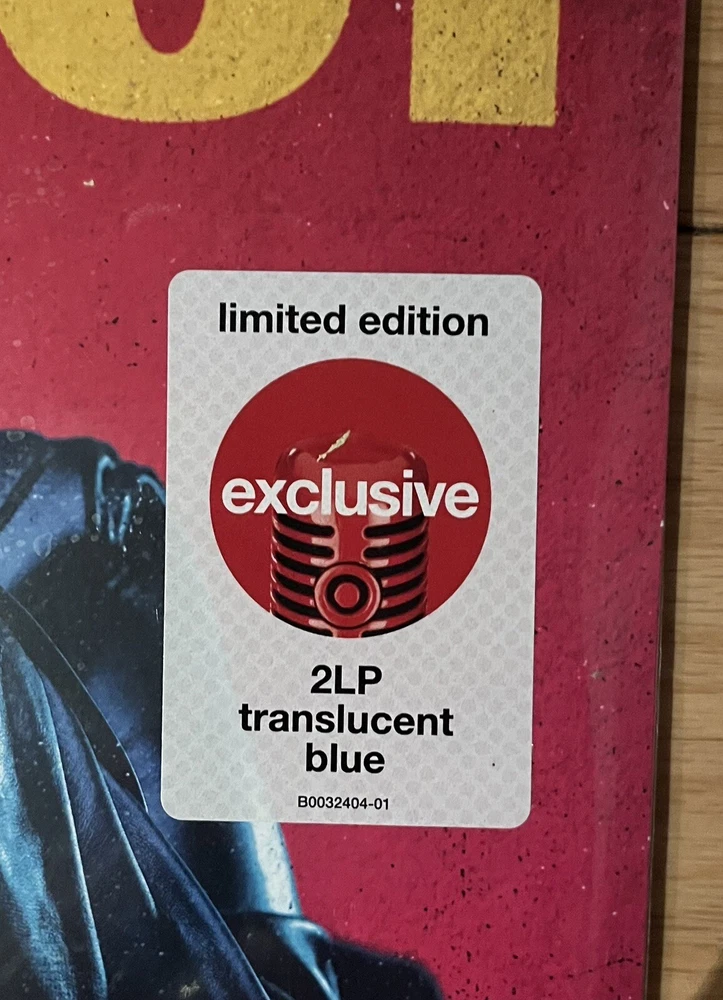 limited edition
exclusive
2LP
translucent
blue
B0032404-01